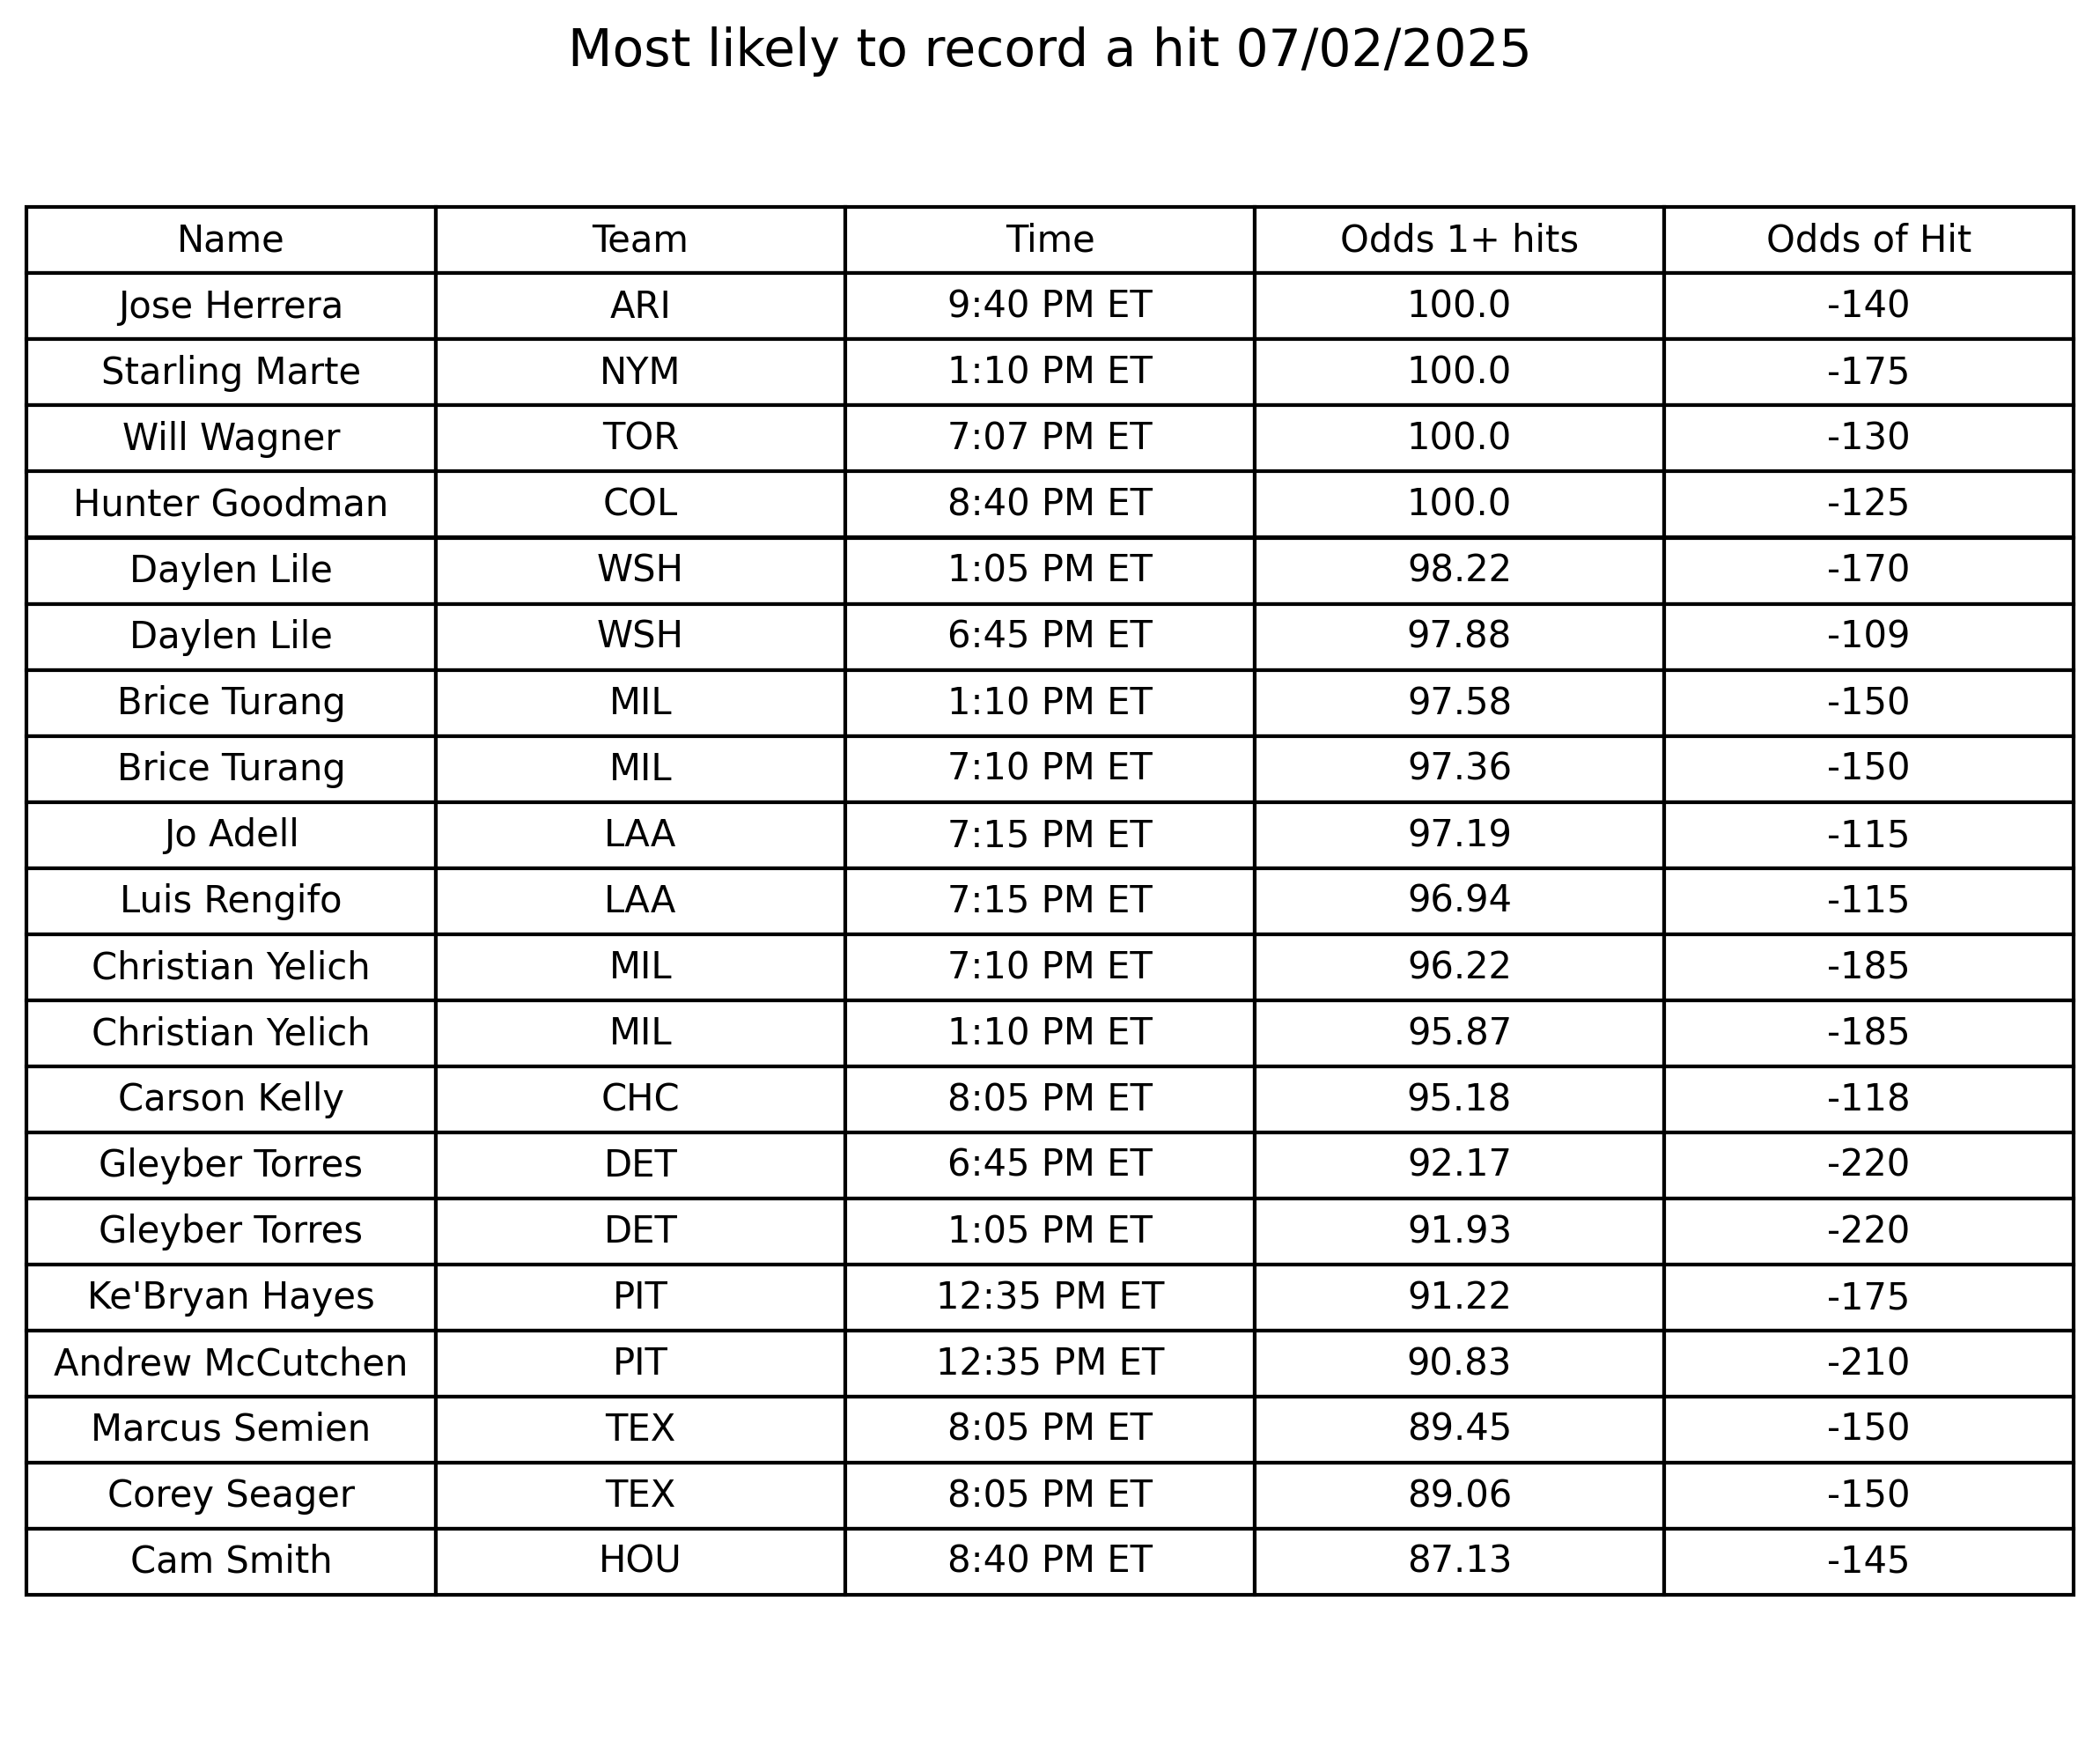 Most likely to record a hit 07/02/2025
Name Team Time Odds 1+ hits Odds of Hit
Jose Herrera ARI 9:40 PM ET 100.0 -140
Starling Marte NYM 1:10 PM ET 100.0 -175
Will Wagner TOR 7:07 PM ET 100.0 -130
Hunter Goodman COL 8:40 PM ET 100.0 -125
Daylen Lile WSH 1:05 PM ET 98.22 -170
Daylen Lile WSH 6:45 PM ET 97.88 -109
Brice Turang MIL 1:10 PM ET 97.58 -150
Brice Turang MIL 7:10 PM ET 97.36 -150
Jo Adell LAA 7:15 PM ET 97.19 -115
Luis Rengifo LAA 7:15 PM ET 96.94 -115
Christian Yelich MIL 7:10 PM ET 96.22 -185
Christian Yelich MIL 1:10 PM ET 95.87 -185
Carson Kelly CHC 8:05 PM ET 95.18 -118
Gleyber Torres DET 6:45 PM ET 92.17 -220
Gleyber Torres DET 1:05 PM ET 91.93 -220
Ke'Bryan Hayes PIT 12:35 PM ET 91.22 -175
Andrew McCutchen PIT 12:35 PM ET 90.83 -210
Marcus Semien TEX 8:05 PM ET 89.45 -150
Corey Seager TEX 8:05 PM ET 89.06 -150
Cam Smith HOU 8:40 PM ET 87.13 -145